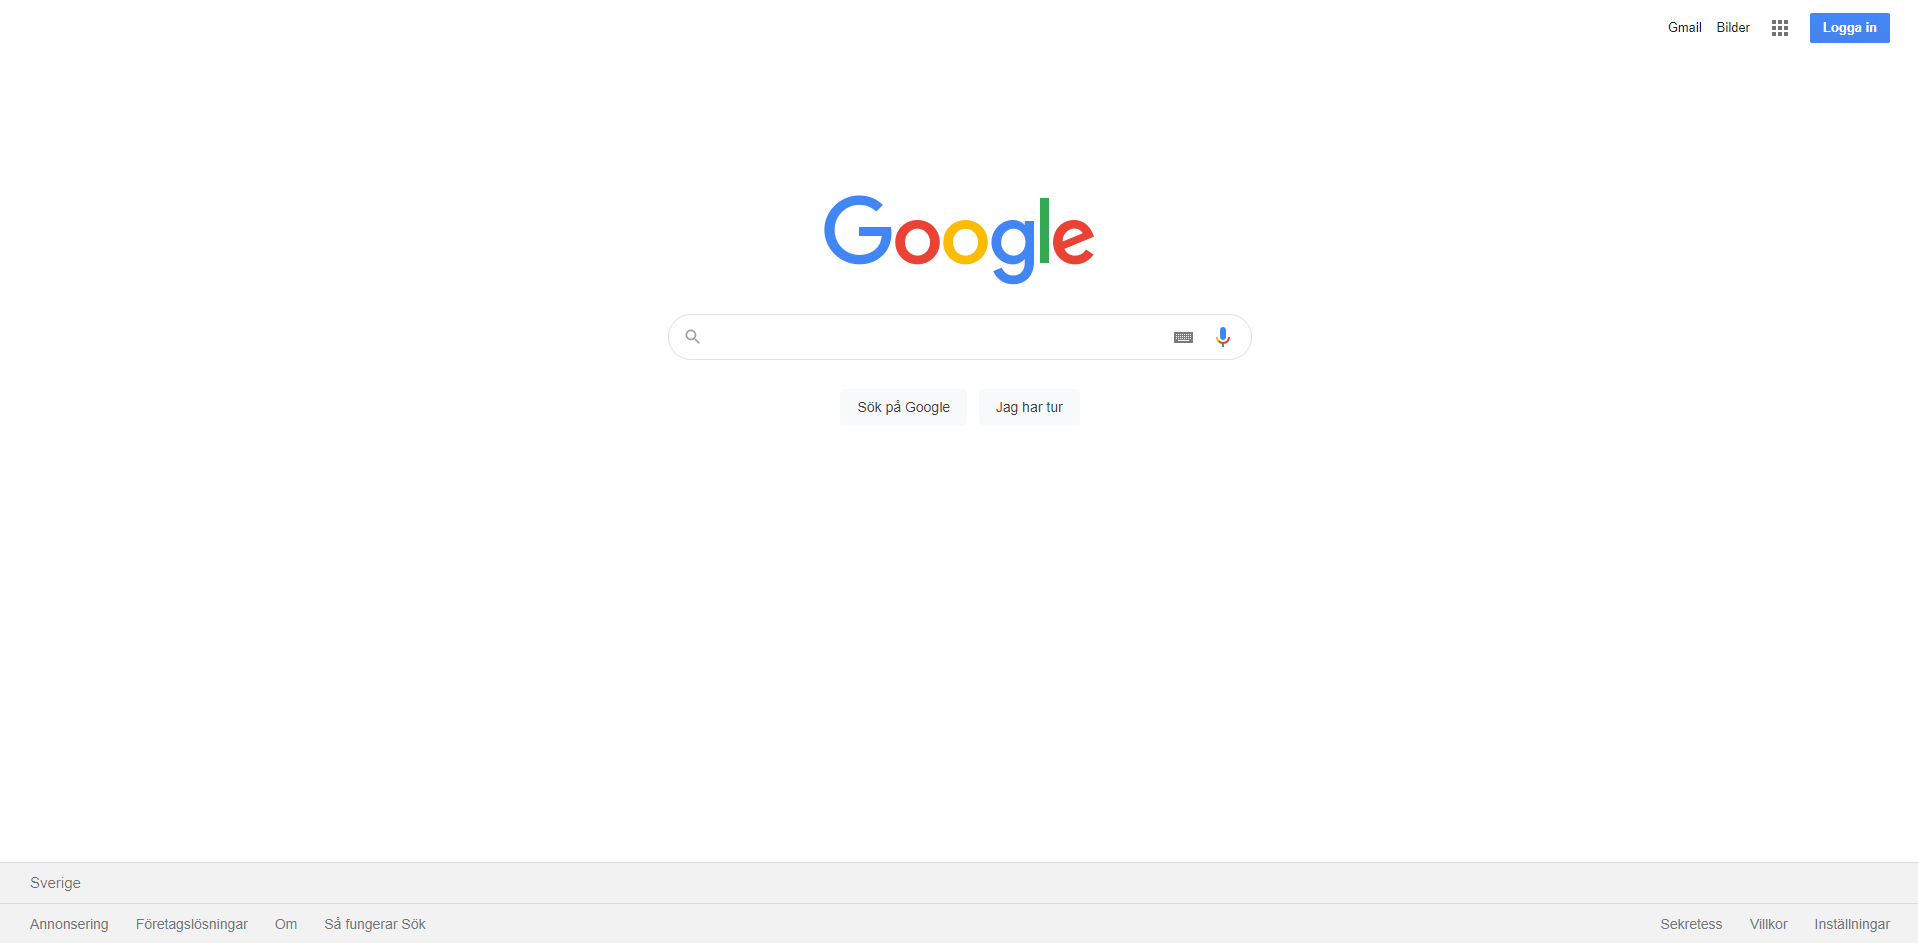 Gmail Bilder Logga in
Google
Sök på Google Jag har tur
Sverige
Annonsering Företagslösningar Om Så fungerar Sök Sekretess Villkor Inställningar